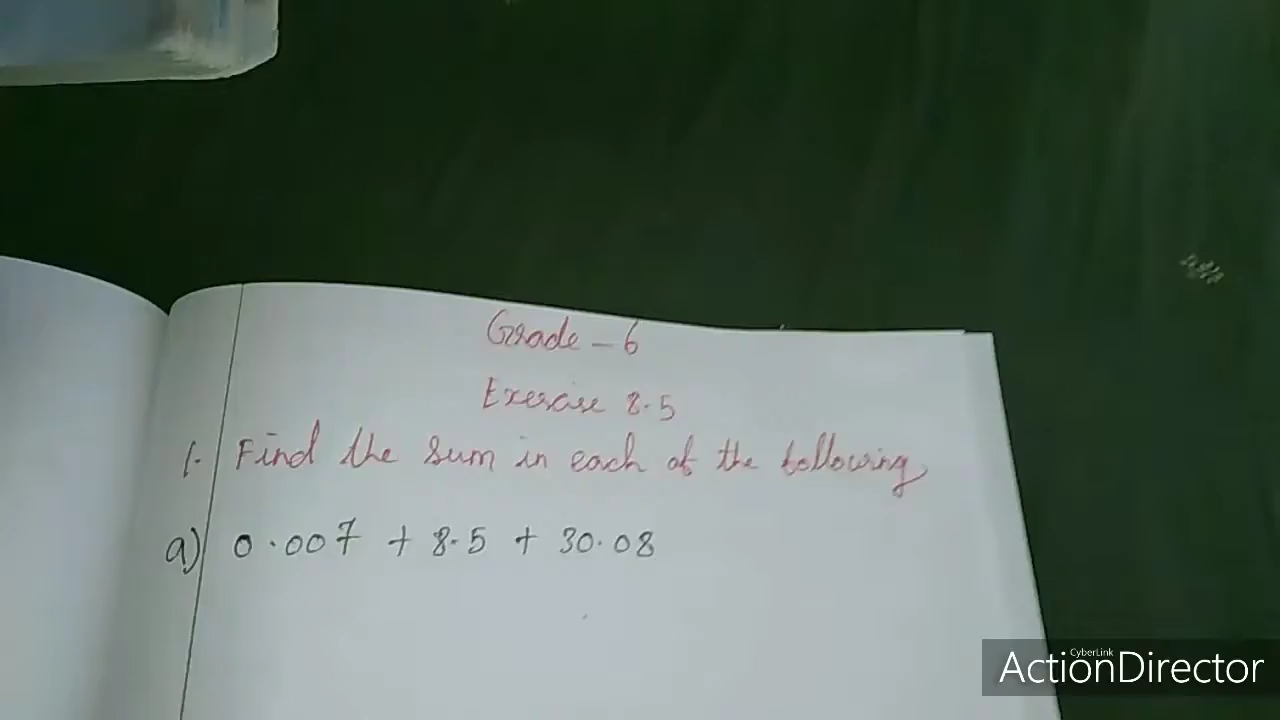 Grade - 6
Exercise 8.5
1. Find the sum in each of the following
a) 0.007 + 8.5 + 30.08
CyberLink
ActionDirector